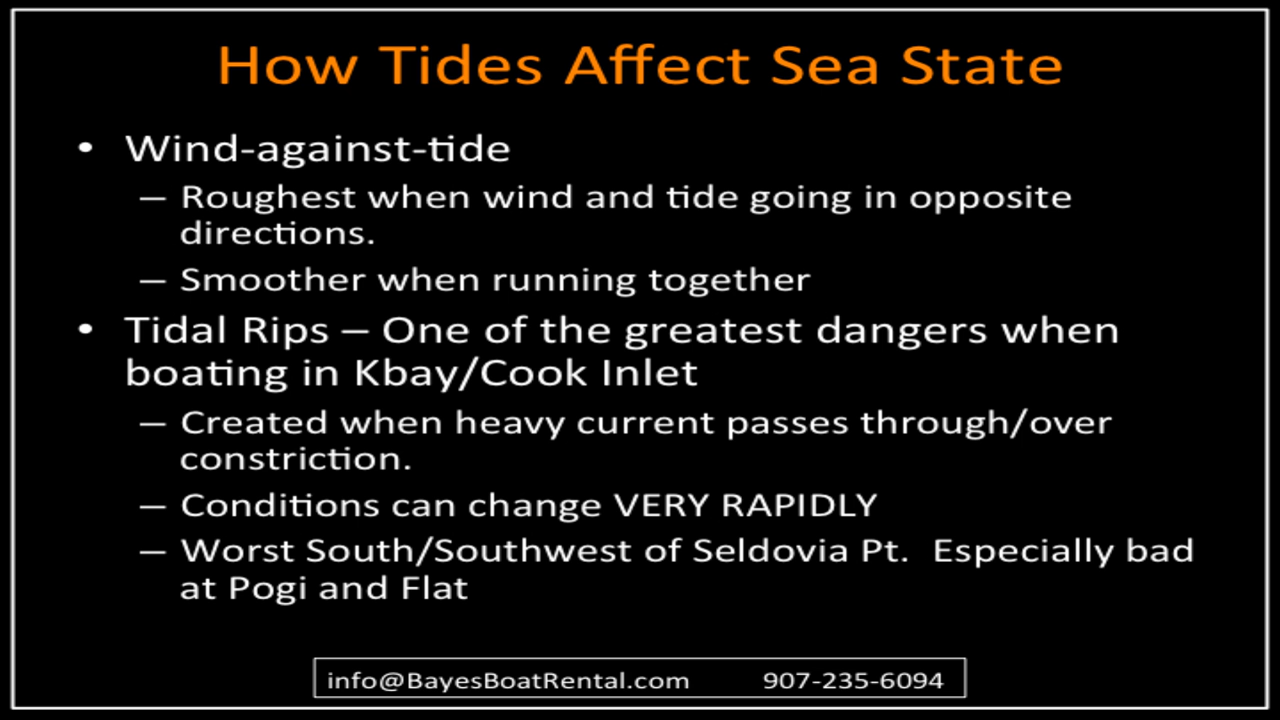 How Tides Affect Sea State
• Wind-against-tide
– Roughest when wind and tide going in opposite
directions.
– Smoother when running together
• Tidal Rips – One of the greatest dangers when
boating in Kbay/Cook Inlet
– Created when heavy current passes through/over
constriction.
– Conditions can change VERY RAPIDLY
– Worst South/Southwest of Seldovia Pt.  Especially bad
at Pogi and Flat
info@BayesBoatRental.com 907-235-6094